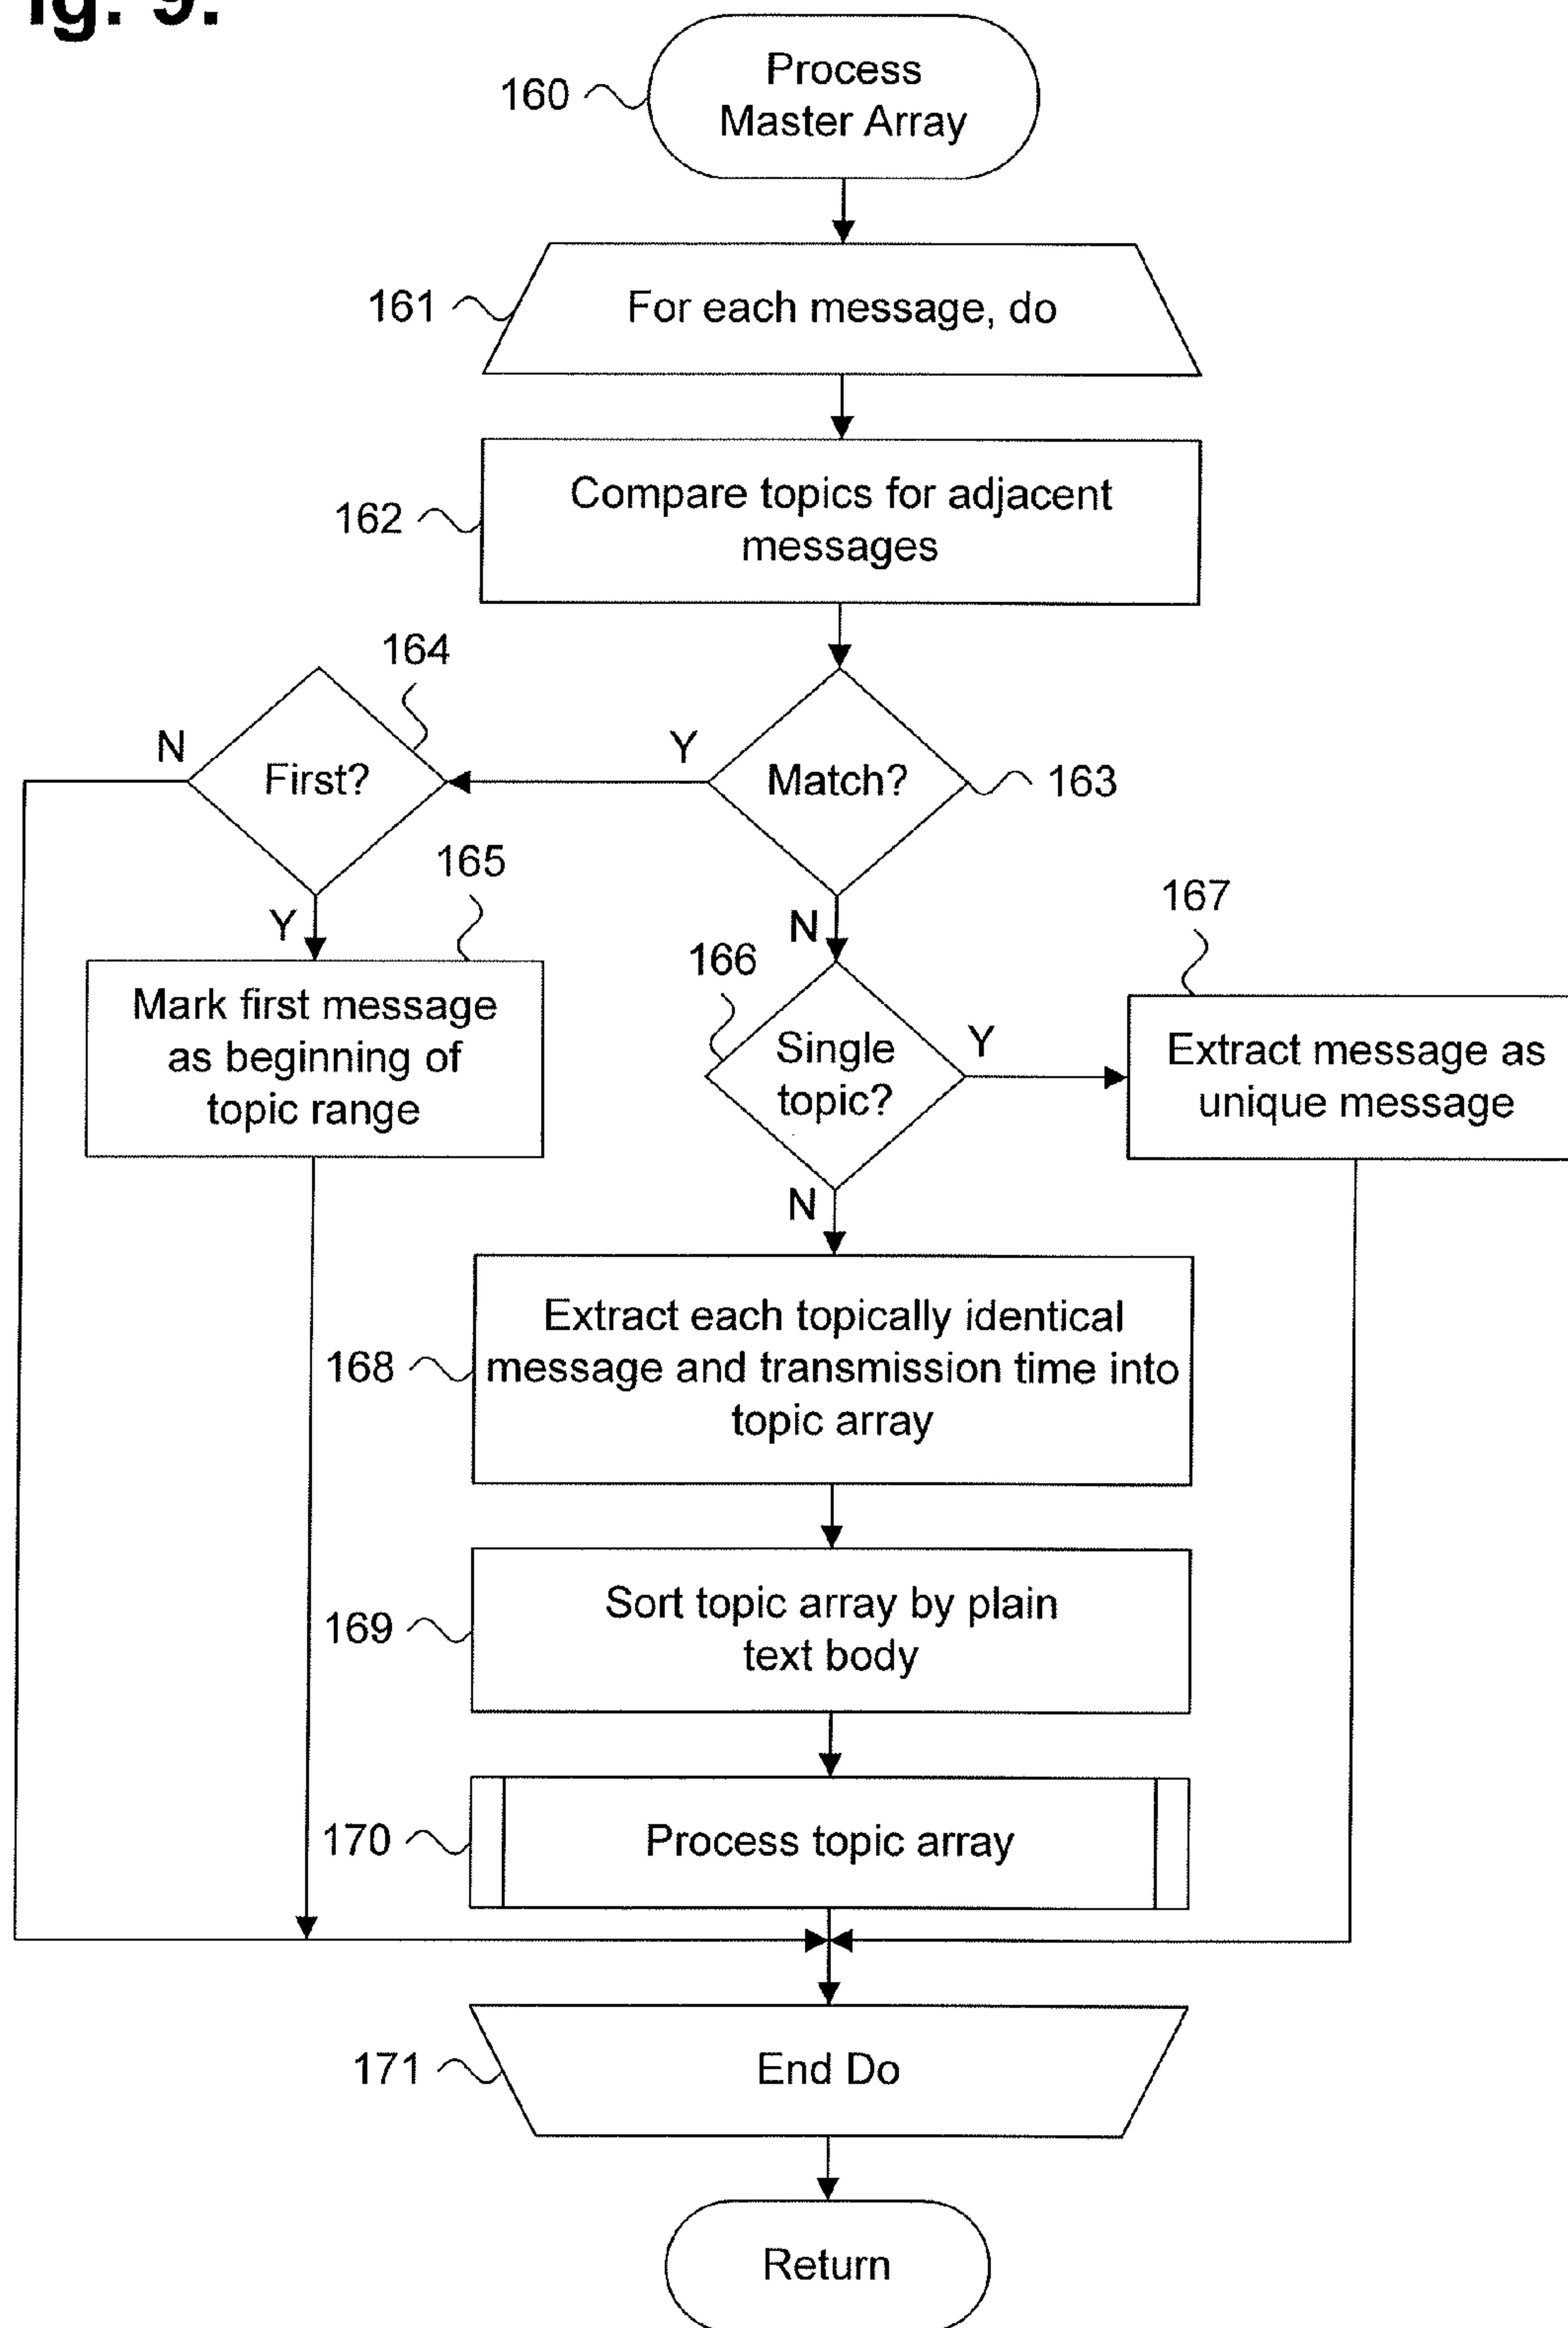 ig. 9.
Process
Master Array
160
For each message, do
161
Compare topics for adjacent
messages
162
164
N
First?
Y
Match?
163
165
Y
N
167
166
Mark first message
as beginning of
topic range
Single
topic?
Y
Extract message as
unique message
N
Extract each topically identical
message and transmission time into
topic array
168
Sort topic array by plain
text body
169
Process topic array
170
End Do
171
Return